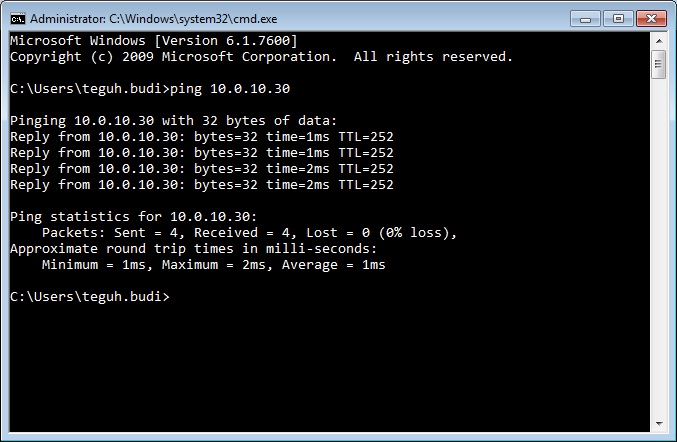 Administrator: C:\Windows\system32\cmd.exe
Microsoft Windows [Version 6.1.7600]
Copyright (c) 2009 Microsoft Corporation.  All rights reserved.
C:\Users\teguh.budi>ping 10.0.10.30
Pinging 10.0.10.30 with 32 bytes of data:
Reply from 10.0.10.30: bytes=32 time=1ms TTL=252
Reply from 10.0.10.30: bytes=32 time=1ms TTL=252
Reply from 10.0.10.30: bytes=32 time=2ms TTL=252
Reply from 10.0.10.30: bytes=32 time=2ms TTL=252
Ping statistics for 10.0.10.30:
    Packets: Sent = 4, Received = 4, Lost = 0 (0% loss),
Approximate round trip times in milli-seconds:
    Minimum = 1ms, Maximum = 2ms, Average = 1ms
C:\Users\teguh.budi>